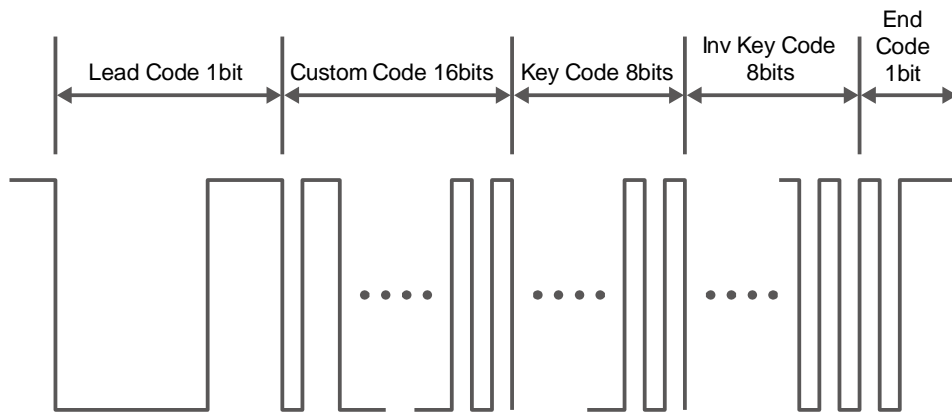 Lead Code 1bit
Custom Code 16bits
Key Code 8bits
Inv Key Code
8bits
End
Code
1bit